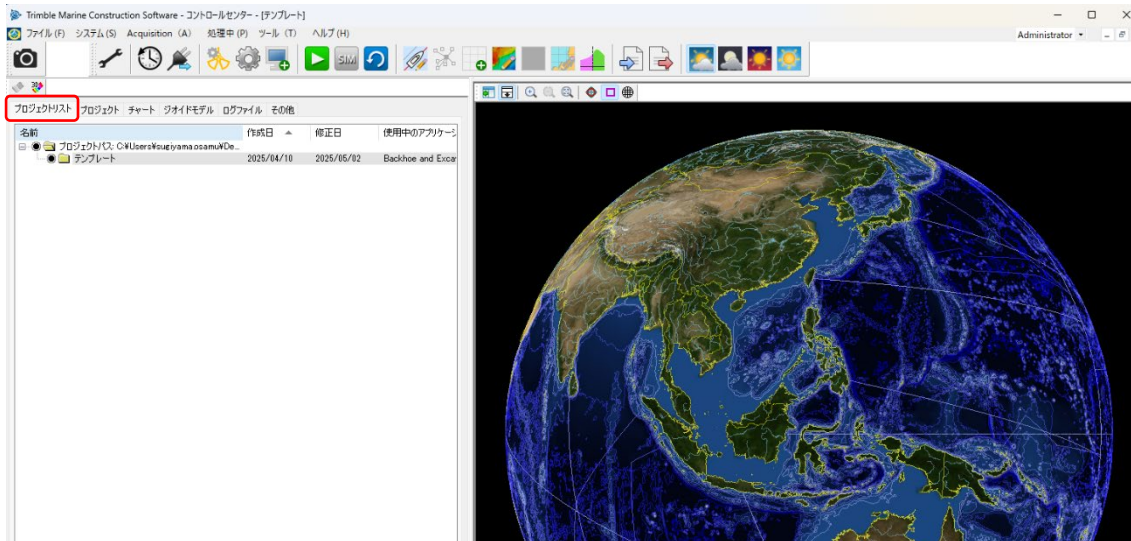 Trimble Marine Construction Software - コントロールセンター - [テンプレート]
ファイル(F) システム(S) Acquisition (A) 処理中(P) ツール (T) ヘルプ(H) Administrator
SIM
プロジェクトリスト プロジェクト チャート ジオイドモデル ログファイル その他
名前 作成日 修正日 使用中のアプリケーシ
プロジェクトパス: C:¥Users¥sugiyama.osamu¥De...
テンプレート 2025/04/10 2025/05/02 Backhoe and Excav